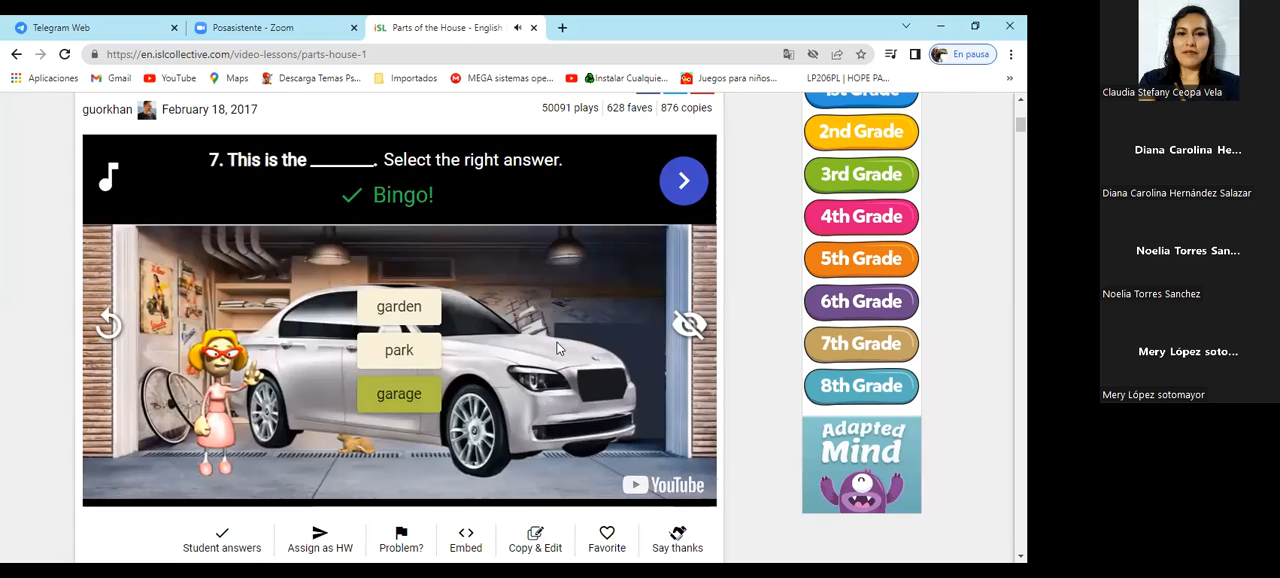 Telegram Web
Posasistente - Zoom
iSL Parts of the House - English
https://en.islcollective.com/video-lessons/parts-house-1
En pausa
Aplicaciones
Gmail
YouTube
Maps
Descarga Temas Ps...
Importados
MEGA sistemas ope...
Instalar Cualquie...
Juegos para niños...
LP206PL | HOPE PA...
guorkhan February 18, 2017
50091 plays 628 faves 876 copies
7. This is the _______. Select the right answer.
Bingo!
garden
park
garage
YouTube
Student answers
Assign as HW
Problem?
Embed
Copy & Edit
Favorite
Say thanks
1st Grade
2nd Grade
3rd Grade
4th Grade
5th Grade
6th Grade
7th Grade
8th Grade
Adapted
Mind
Claudia Stefany Ceopa Vela
Diana Carolina He...
Diana Carolina Hernández Salazar
Noelia Torres San...
Noelia Torres Sanchez
Mery López soto...
Mery López sotomayor